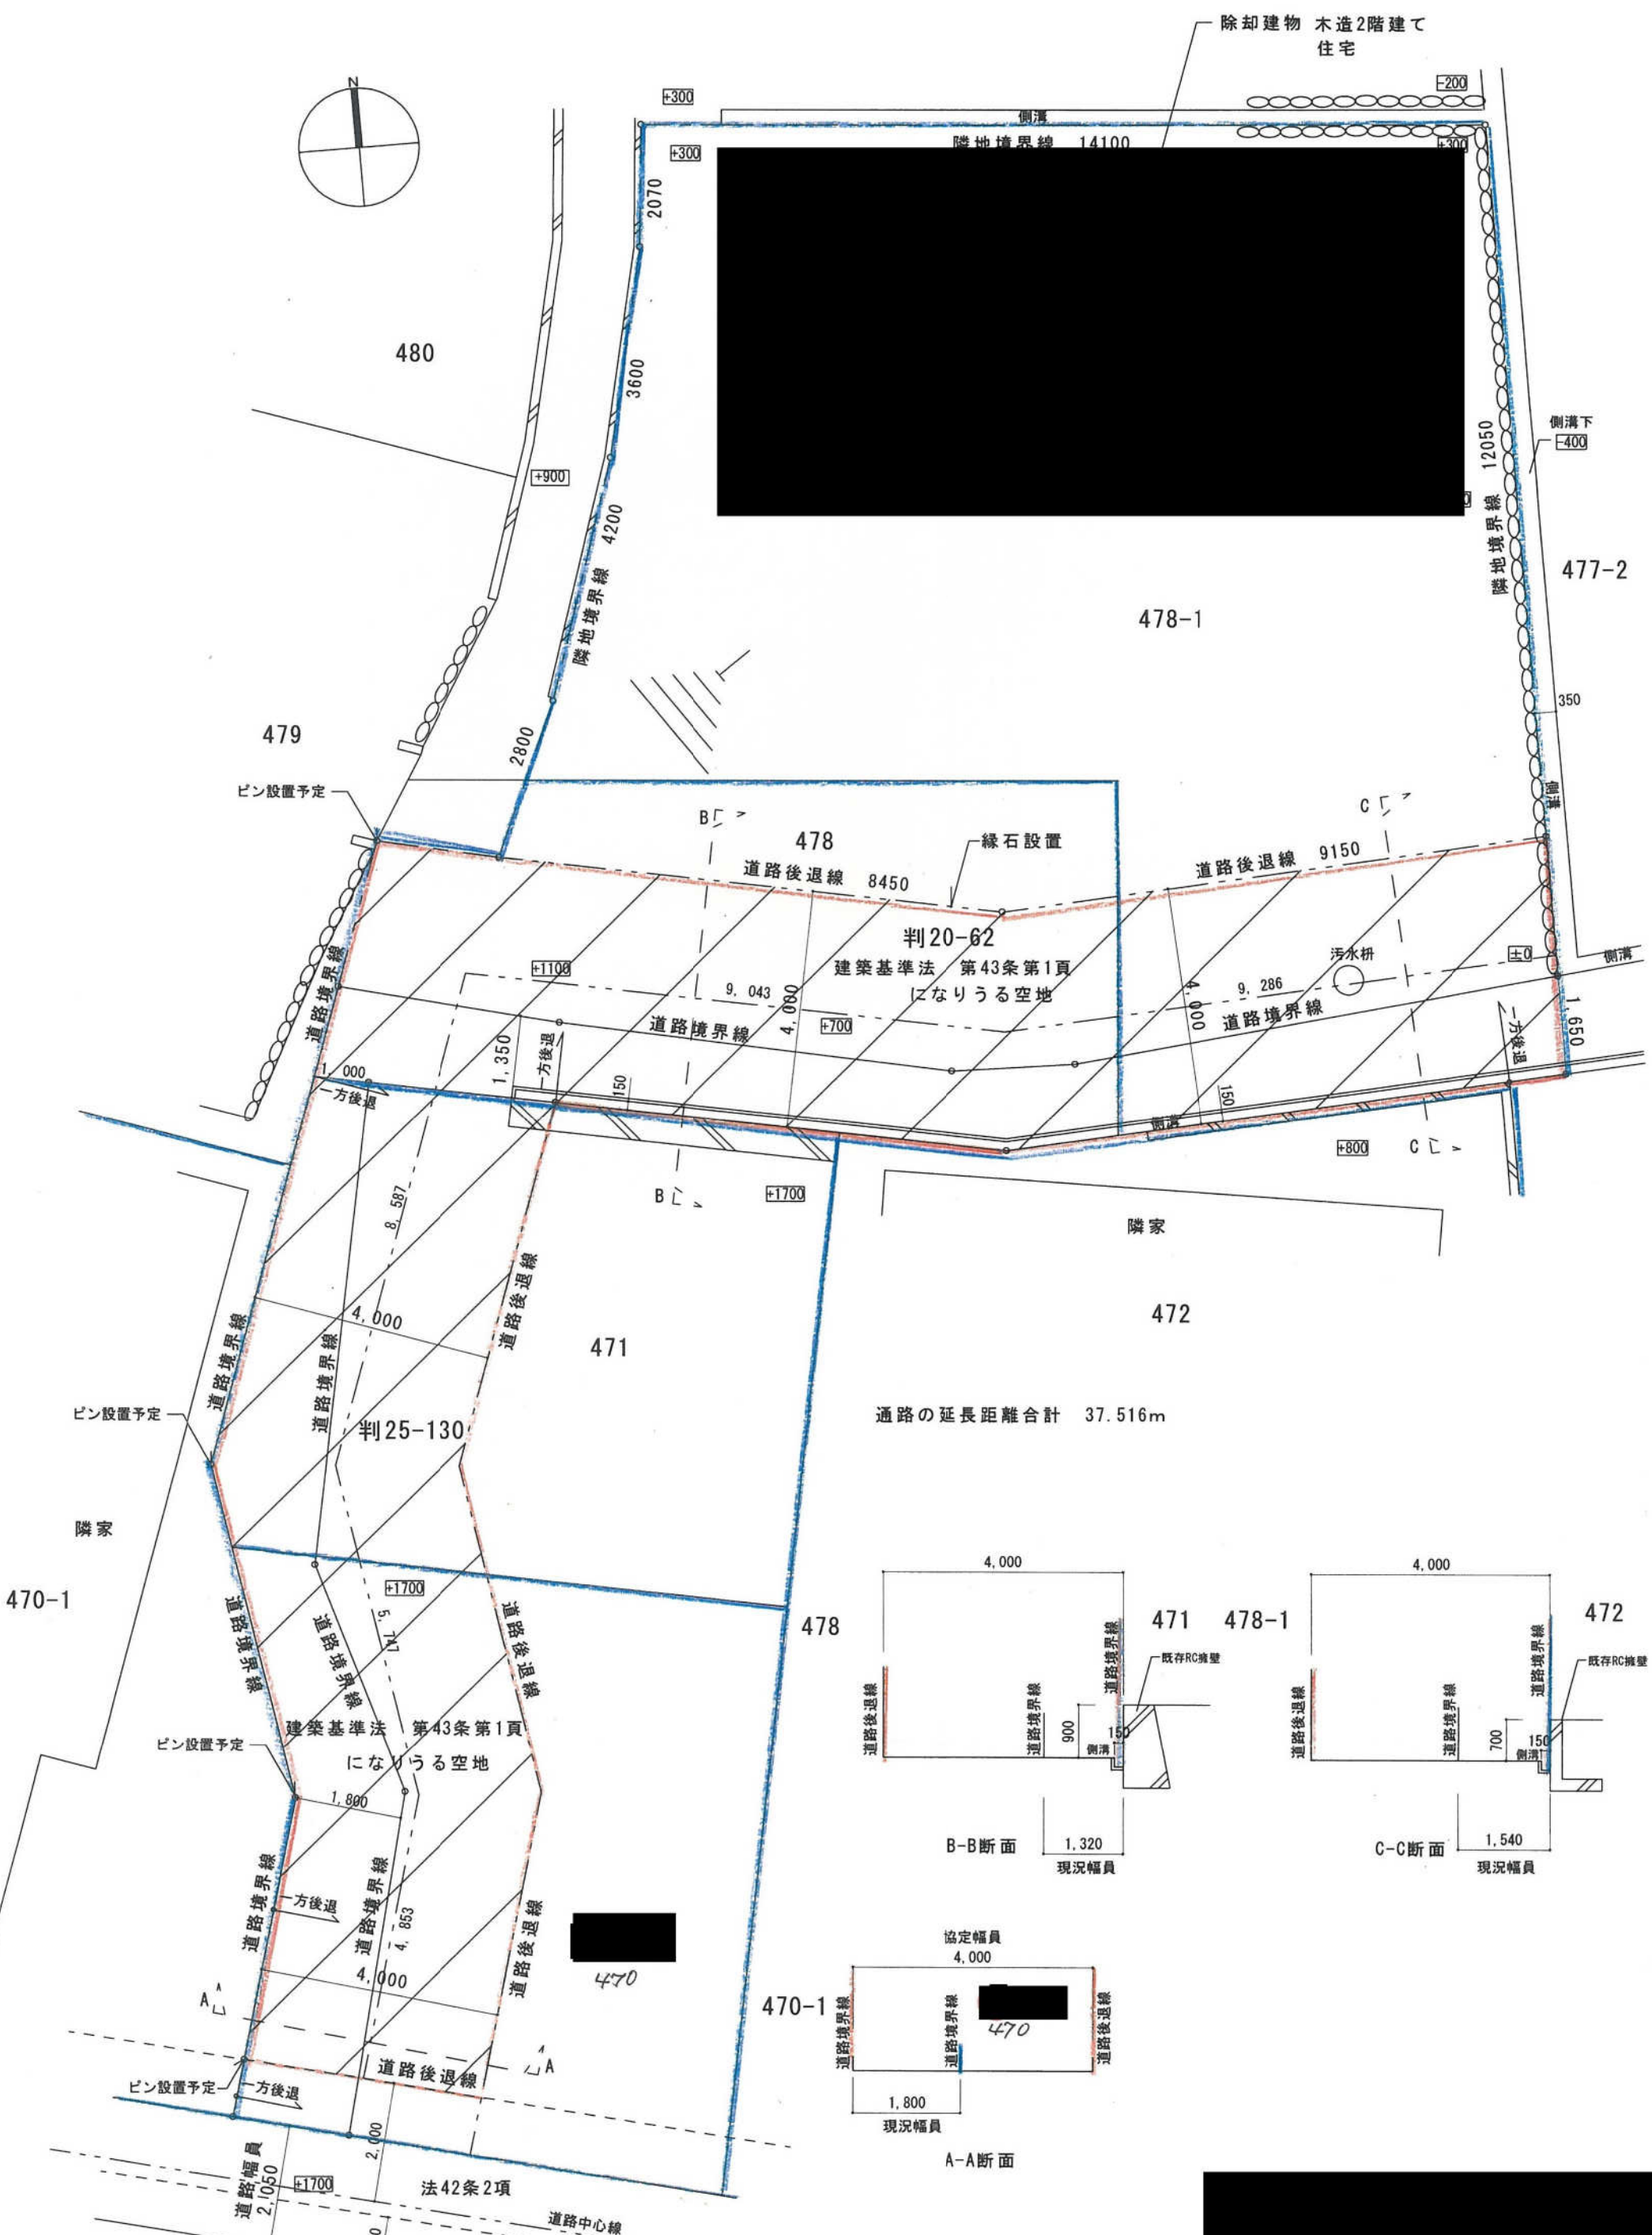 除却建物 木造2階建て
住宅
N
+300
-200
側溝
隣地境界線 14100
+300
+300
2070
480
3600
12050
隣地境界線
側溝下
-400
+900
4200
隣地境界線
477-2
478-1
350
479
2800
側溝
ピン設置予定
B
478
縁石設置
C
道路後退線 8450
道路後退線 9150
判20-62
建築基準法 第43条第1頁
になりうる空地
汚水枡
±0
側溝
+1100
9,043
4,000
+700
9,286
4,000
道路境界線
道路境界線
道路境界線
1,650
一方後退
1,350
一方後退
1,000
一方後退
150
150
側溝
+800
C
B
+1700
隣家
8,587
道路後退線
472
4,000
道路境界線
道路境界線
471
ピン設置予定
判25-130
通路の延長距離合計 37.516m
隣家
470-1
+1700
5,747
道路境界線
道路境界線
道路後退線
478
建築基準法 第43条第1頁
になりうる空地
ピン設置予定
1,800
道路境界線
一方後退
道路境界線
4,853
道路後退線
4,000
470
470-1
A
A
道路後退線
ピン設置予定
一方後退
2,000
道路幅員
2,050
+1700
法42条2項
道路中心線
4,000
471
道路後退線
道路境界線
道路境界線
既存RC擁壁
900
150
側溝
B-B断面
1,320
現況幅員
4,000
478-1
472
道路後退線
道路境界線
道路境界線
既存RC擁壁
700
150
側溝
C-C断面
1,540
現況幅員
協定幅員
4,000
道路境界線
道路境界線
470
道路後退線
1,800
現況幅員
A-A断面